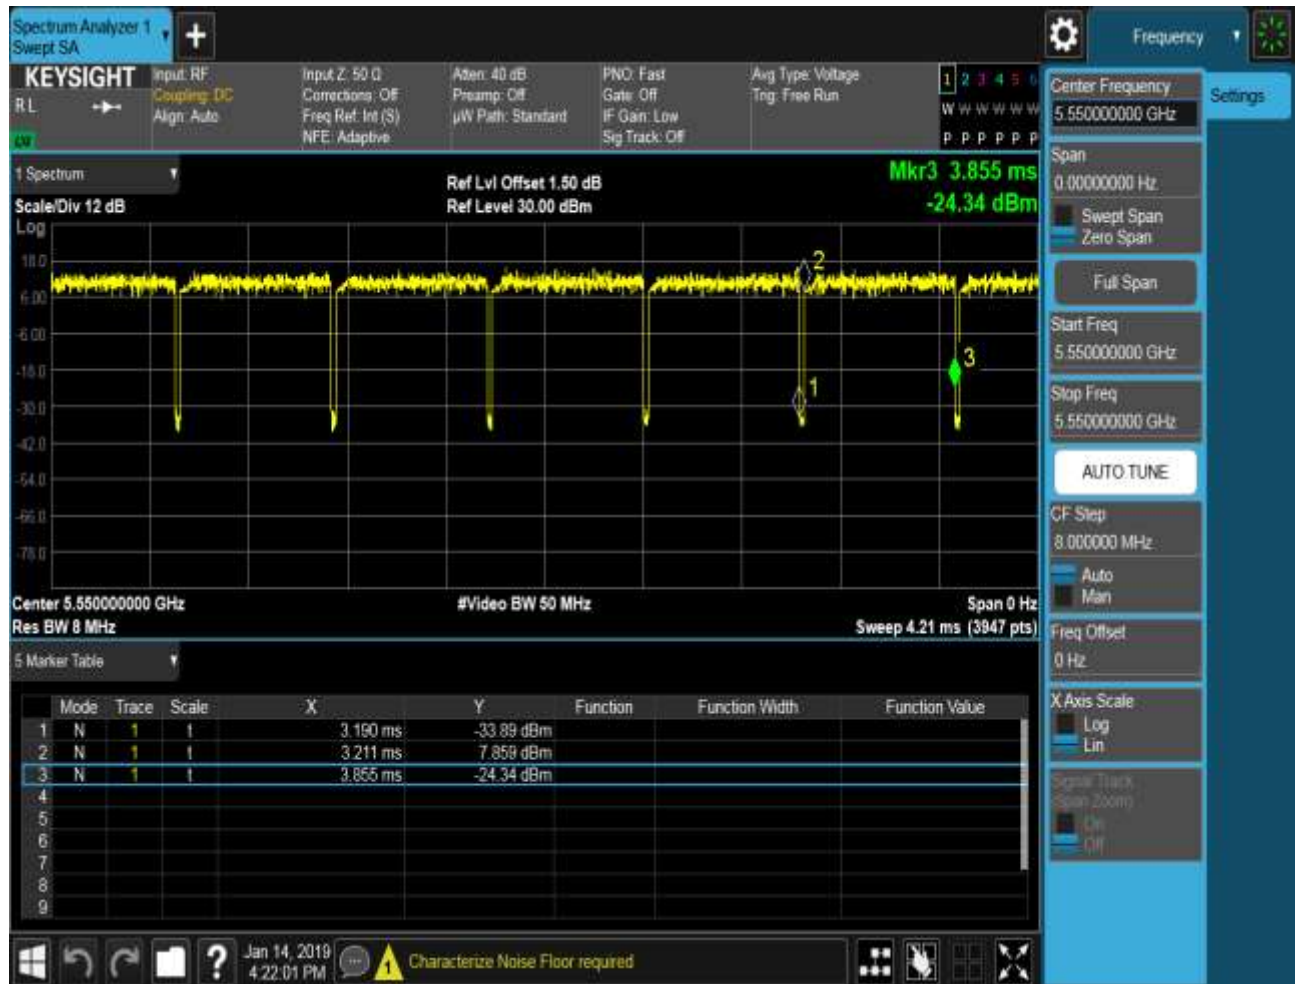 Spectrum Analyzer 1
Swept SA
+
Frequency
KEYSIGHT
R L
Input: RF
Coupling: DC
Align: Auto
Input Z: 50 Ω
Corrections: Off
Freq Ref: Int (S)
NFE: Adaptive
Atten: 40 dB
Preamp: Off
µW Path: Standard
PNO: Fast
Gate: Off
IF Gain: Low
Sig Track: Off
Avg Type: Voltage
Trig: Free Run
1 2 3 4 5 6
W W W W W W
P P P P P P
1 Spectrum
Scale/Div 12 dB
Log
Ref Lvl Offset 1.50 dB
Ref Level 30.00 dBm
Mkr3 3.855 ms
-24.34 dBm
18.0
6.00
-6.00
-18.0
-30.0
-42.0
-54.0
-66.0
-78.0
2
1
3
Center 5.550000000 GHz
#Video BW 50 MHz
Span 0 Hz
Res BW 8 MHz
Sweep 4.21 ms (3947 pts)
5 Marker Table
Mode Trace Scale X Y Function Function Width Function Value
1 N 1 t 3.190 ms -33.89 dBm
2 N 1 t 3.211 ms 7.859 dBm
3 N 1 t 3.855 ms -24.34 dBm
4
5
6
7
8
9
Center Frequency
5.550000000 GHz
Settings
Span
0.00000000 Hz
Swept Span
Zero Span
Full Span
Start Freq
5.550000000 GHz
Stop Freq
5.550000000 GHz
AUTO TUNE
CF Step
8.000000 MHz
Auto
Man
Freq Offset
0 Hz
X Axis Scale
Log
Lin
Signal Track
(Span Zoom)
On
Off
?
Jan 14, 2019
4:22:01 PM
1
Characterize Noise Floor required